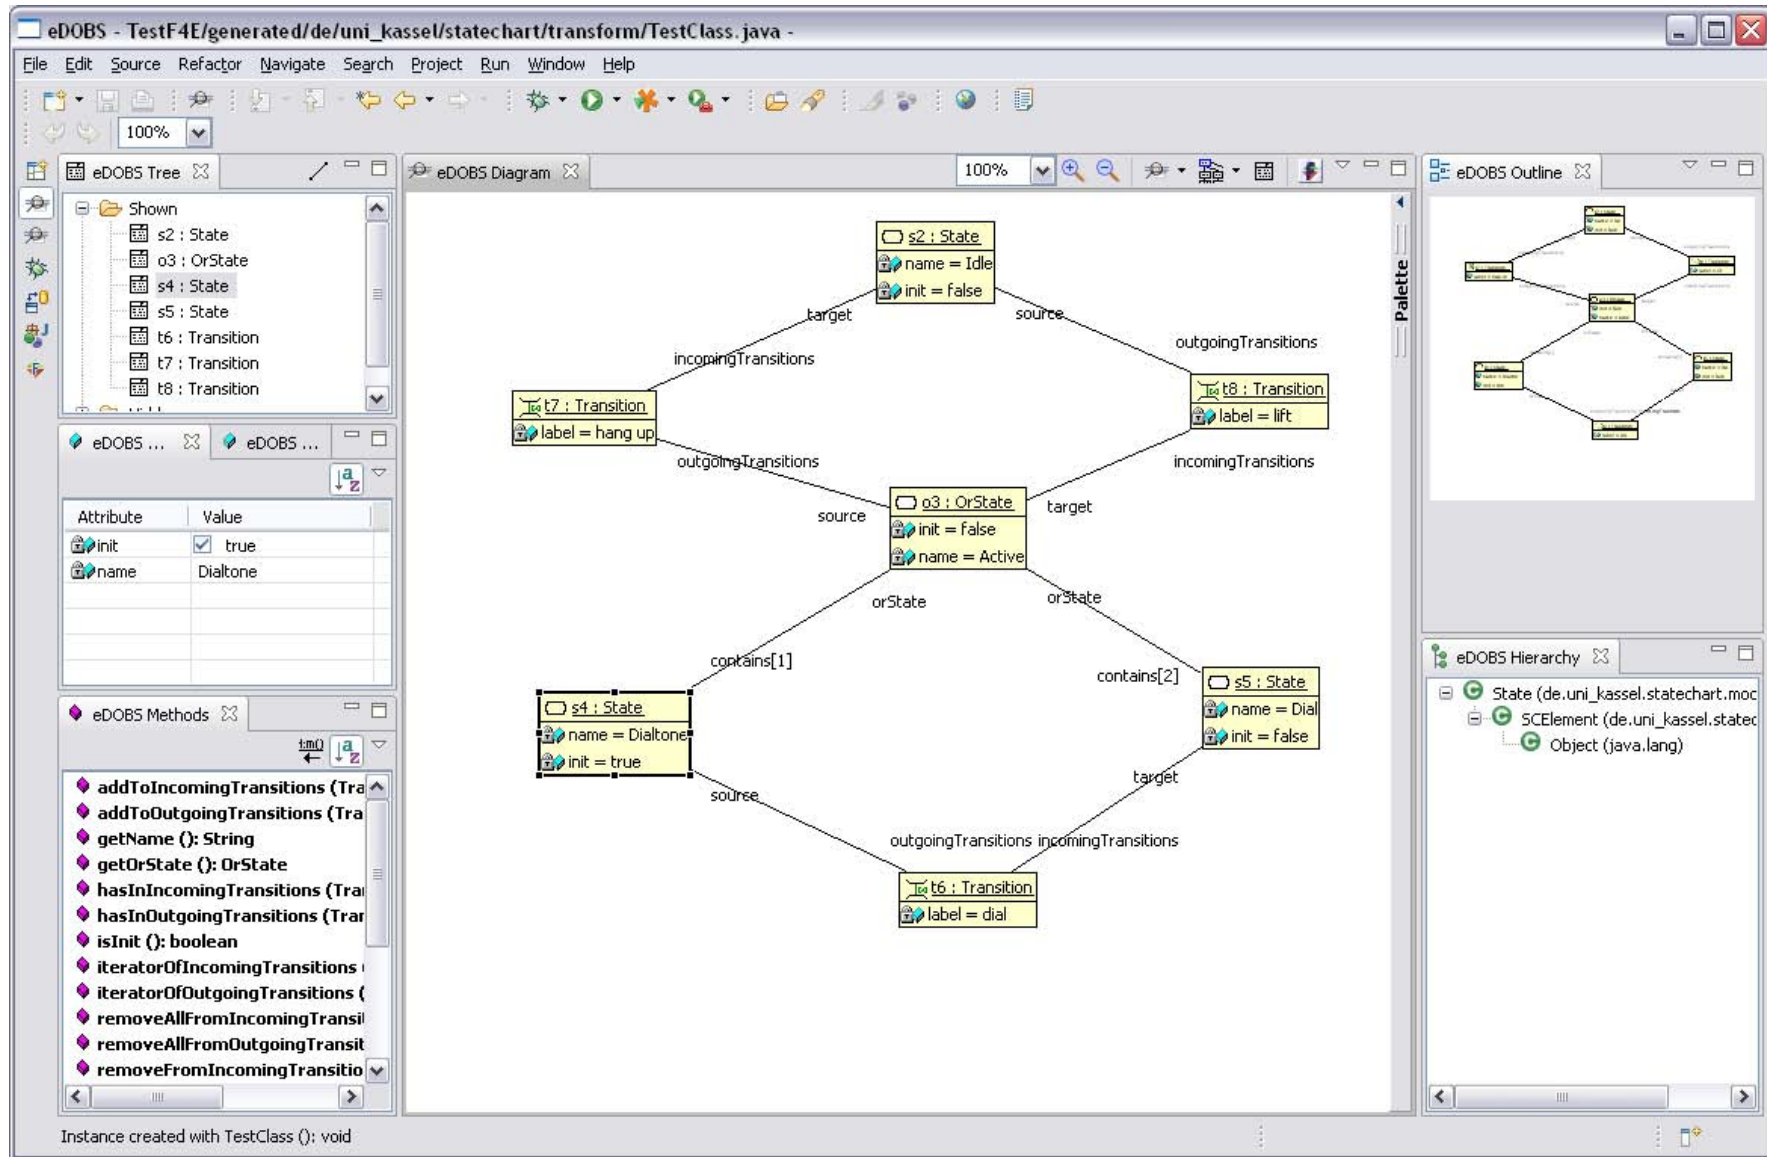 eDOBS - TestF4E/generated/de/uni_kassel/statechart/transform/TestClass.java -
File Edit Source Refactor Navigate Search Project Run Window Help
100%
eDOBS Tree
Shown
s2 : State
o3 : OrState
s4 : State
s5 : State
t6 : Transition
t7 : Transition
t8 : Transition
eDOBS ... eDOBS ...
Attribute Value
init true
name Dialtone
eDOBS Methods
addToIncomingTransitions (Tra
addToOutgoingTransitions (Tra
getName (): String
getOrState (): OrState
hasInIncomingTransitions (Tra
hasInOutgoingTransitions (Tra
isInit (): boolean
iteratorOfIncomingTransitions
iteratorOfOutgoingTransitions (
removeAllFromIncomingTransit
removeAllFromOutgoingTransit
removeFromIncomingTransitio
eDOBS Diagram 100%
s2 : State
name = Idle
init = false
target source
incomingTransitions outgoingTransitions
t7 : Transition
label = hang up
t8 : Transition
label = lift
outgoingTransitions incomingTransitions
source target
o3 : OrState
init = false
name = Active
orState orState
contains[1] contains[2]
s4 : State
name = Dialtone
init = true
s5 : State
name = Dial
init = false
source target
outgoingTransitions incomingTransitions
t6 : Transition
label = dial
Palette
eDOBS Outline
eDOBS Hierarchy
State (de.uni_kassel.statechart.moc
SCElement (de.uni_kassel.statec
Object (java.lang)
Instance created with TestClass (): void